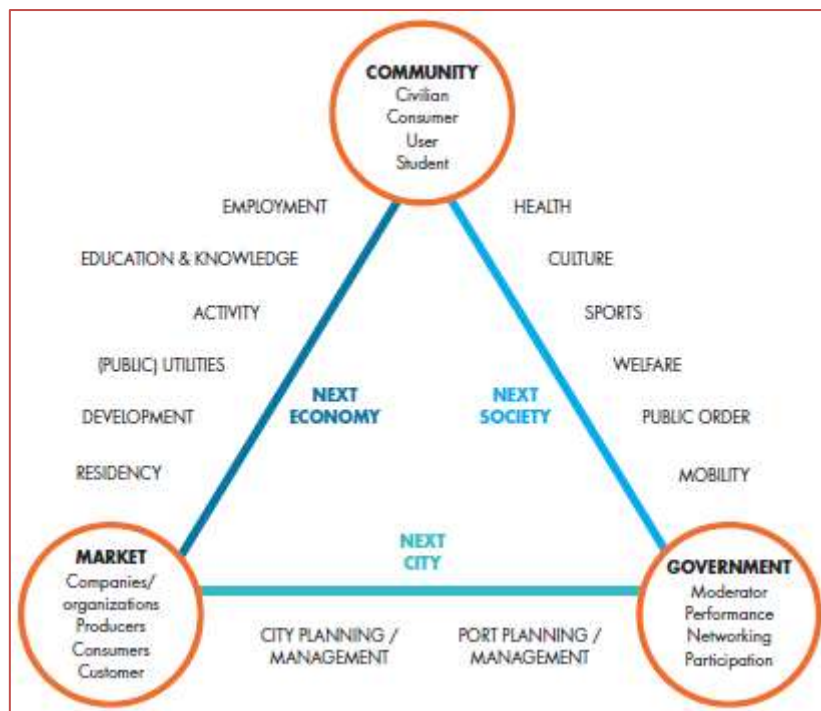 COMMUNITY
Civilian
Consumer
User
Student
EMPLOYMENT
HEALTH
EDUCATION & KNOWLEDGE
CULTURE
ACTIVITY
SPORTS
(PUBLIC) UTILITIES
WELFARE
NEXT
ECONOMY
NEXT
SOCIETY
DEVELOPMENT
PUBLIC ORDER
RESIDENCY
MOBILITY
MARKET
Companies/
organizations
Producers
Consumers
Customer
NEXT
CITY
GOVERNMENT
Moderator
Performance
Networking
Participation
CITY PLANNING /
MANAGEMENT
PORT PLANNING /
MANAGEMENT